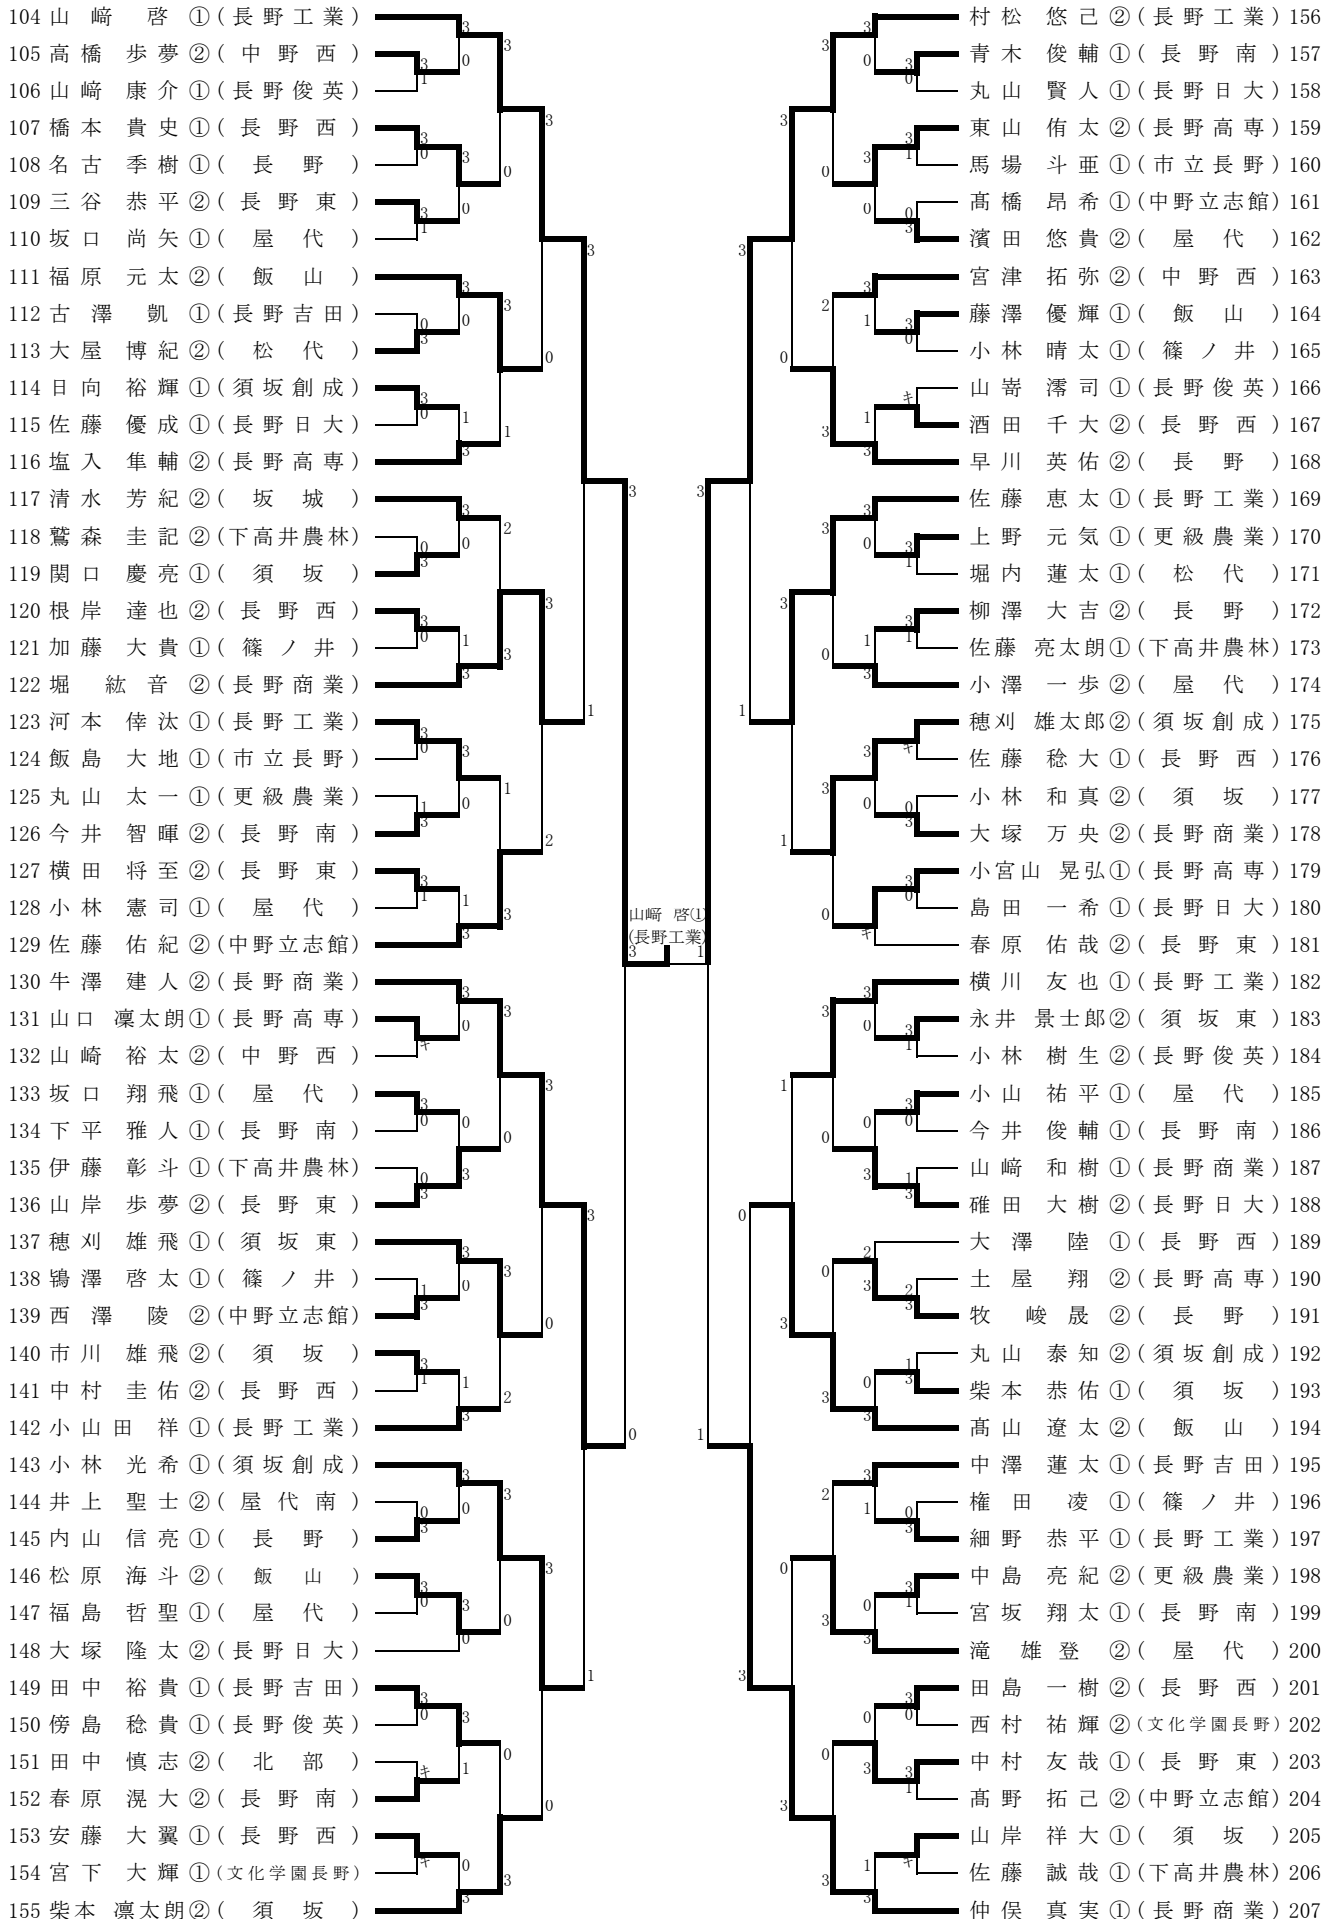 104 山﨑 啓 ① (長野工業)
105 高橋 歩夢 ② (中野西)
106 山﨑 康介 ① (長野俊英)
107 橋本 貴史 ① (長野西)
108 名古 季樹 ① (長野)
109 三谷 恭平 ② (長野東)
110 坂口 尚矢 ① (屋代)
111 福原 元太 ② (飯山)
112 古澤 凱 ① (長野吉田)
113 大屋 博紀 ② (松代)
114 日向 裕輝 ① (須坂創成)
115 佐藤 優成 ① (長野日大)
116 塩入 隼輔 ② (長野高専)
117 清水 芳紀 ② (坂城)
118 鷲森 圭記 ② (下高井農林)
119 関口 慶亮 ① (須坂)
120 根岸 達也 ② (長野西)
121 加藤 大貴 ① (篠ノ井)
122 堀 紘音 ② (長野商業)
123 河本 倖汰 ① (長野工業)
124 飯島 大地 ① (市立長野)
125 丸山 太一 ① (更級農業)
126 今井 智暉 ② (長野南)
127 横田 将至 ② (長野東)
128 小林 憲司 ① (屋代)
129 佐藤 佑紀 ② (中野立志館)
130 牛澤 建人 ② (長野商業)
131 山口 凜太朗 ① (長野高専)
132 山崎 裕太 ② (中野西)
133 坂口 翔飛 ① (屋代)
134 下平 雅人 ① (長野南)
135 伊藤 彰斗 ① (下高井農林)
136 山岸 歩夢 ② (長野東)
137 穂刈 雄飛 ① (須坂東)
138 鴇澤 啓太 ① (篠ノ井)
139 西澤 陵 ② (中野立志館)
140 市川 雄飛 ② (須坂)
141 中村 圭佑 ② (長野西)
142 小山田 祥 ① (長野工業)
143 小林 光希 ① (須坂創成)
144 井上 聖士 ② (屋代南)
145 内山 信亮 ① (長野)
146 松原 海斗 ② (飯山)
147 福島 哲聖 ① (屋代)
148 大塚 隆太 ② (長野日大)
149 田中 裕貴 ① (長野吉田)
150 傍島 稔貴 ① (長野俊英)
151 田中 慎志 ② (北部)
152 春原 滉大 ② (長野南)
153 安藤 大翼 ① (長野西)
154 宮下 大輝 ① (文化学園長野)
155 柴本 凜太朗 ② (須坂)
山﨑 啓①
(長野工業)
3 1
村松 悠己 ② (長野工業) 156
青木 俊輔 ① (長野南) 157
丸山 賢人 ① (長野日大) 158
東山 侑太 ② (長野高専) 159
馬場 斗亜 ① (市立長野) 160
髙橋 昂希 ① (中野立志館) 161
濱田 悠貴 ② (屋代) 162
宮津 拓弥 ② (中野西) 163
藤澤 優輝 ① (飯山) 164
小林 晴太 ① (篠ノ井) 165
山嵜 澪司 ① (長野俊英) 166
酒田 千大 ② (長野西) 167
早川 英佑 ② (長野) 168
佐藤 恵太 ① (長野工業) 169
上野 元気 ① (更級農業) 170
堀内 蓮太 ① (松代) 171
柳澤 大吉 ② (長野) 172
佐藤 亮太朗 ① (下高井農林) 173
小澤 一歩 ② (屋代) 174
穂刈 雄太郎 ② (須坂創成) 175
佐藤 稔大 ① (長野西) 176
小林 和真 ② (須坂) 177
大塚 万央 ② (長野商業) 178
小宮山 晃弘 ① (長野高専) 179
島田 一希 ① (長野日大) 180
春原 佑哉 ② (長野東) 181
横川 友也 ① (長野工業) 182
永井 景士郎 ② (須坂東) 183
小林 樹生 ② (長野俊英) 184
小山 祐平 ① (屋代) 185
今井 俊輔 ① (長野南) 186
山﨑 和樹 ① (長野商業) 187
碓田 大樹 ② (長野日大) 188
大澤 陸 ① (長野西) 189
土屋 翔 ② (長野高専) 190
牧 峻晟 ② (長野) 191
丸山 泰知 ② (須坂創成) 192
柴本 恭佑 ① (須坂) 193
髙山 遼太 ② (飯山) 194
中澤 蓮太 ① (長野吉田) 195
権田 凌 ① (篠ノ井) 196
細野 恭平 ① (長野工業) 197
中島 亮紀 ② (更級農業) 198
宮坂 翔太 ① (長野南) 199
滝 雄登 ② (屋代) 200
田島 一樹 ② (長野西) 201
西村 祐輝 ② (文化学園長野) 202
中村 友哉 ① (長野東) 203
髙野 拓己 ② (中野立志館) 204
山岸 祥大 ① (須坂) 205
佐藤 誠哉 ① (下高井農林) 206
仲俣 真実 ① (長野商業) 207